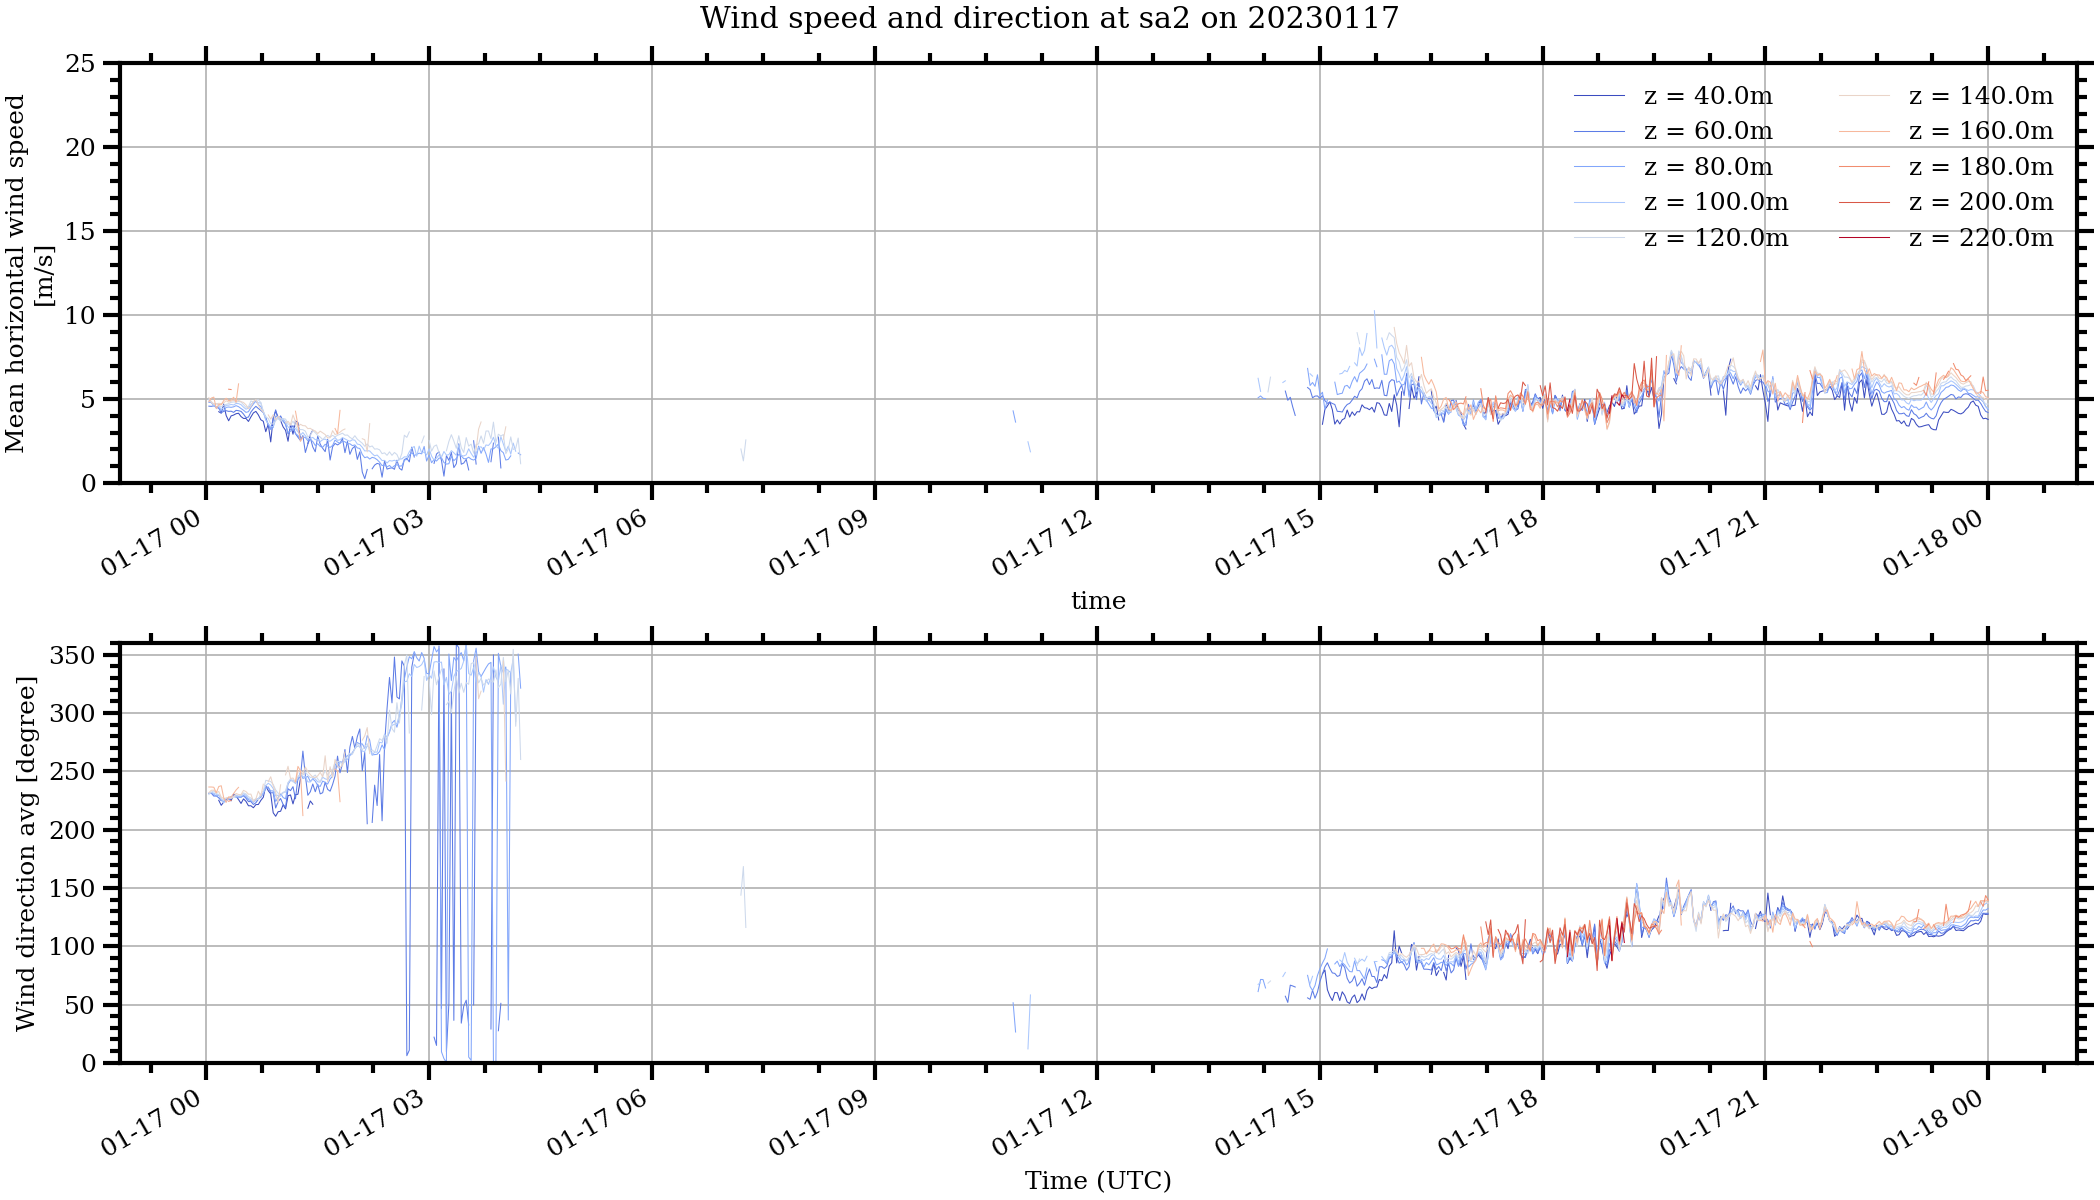 Wind speed and direction at sa2 on 20230117
Mean horizontal wind speed
[m/s]
25
20
15
10
5
0
z = 40.0m
z = 60.0m
z = 80.0m
z = 100.0m
z = 120.0m
z = 140.0m
z = 160.0m
z = 180.0m
z = 200.0m
z = 220.0m
01-17 00
01-17 03
01-17 06
01-17 09
01-17 12
01-17 15
01-17 18
01-17 21
01-18 00
time
Wind direction avg [degree]
350
300
250
200
150
100
50
0
01-17 00
01-17 03
01-17 06
01-17 09
01-17 12
01-17 15
01-17 18
01-17 21
01-18 00
Time (UTC)